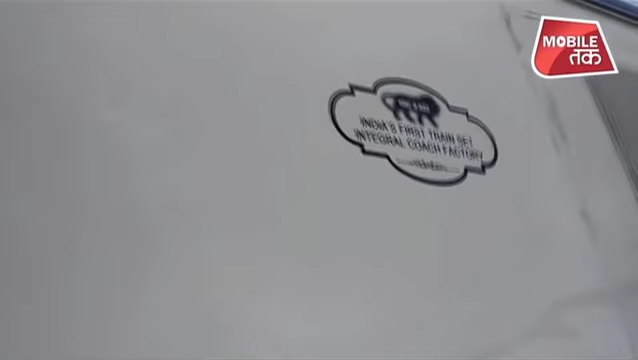 MOBILE
तक
INDIA'S FIRST TRAIN SET
INTEGRAL COACH FACTORY